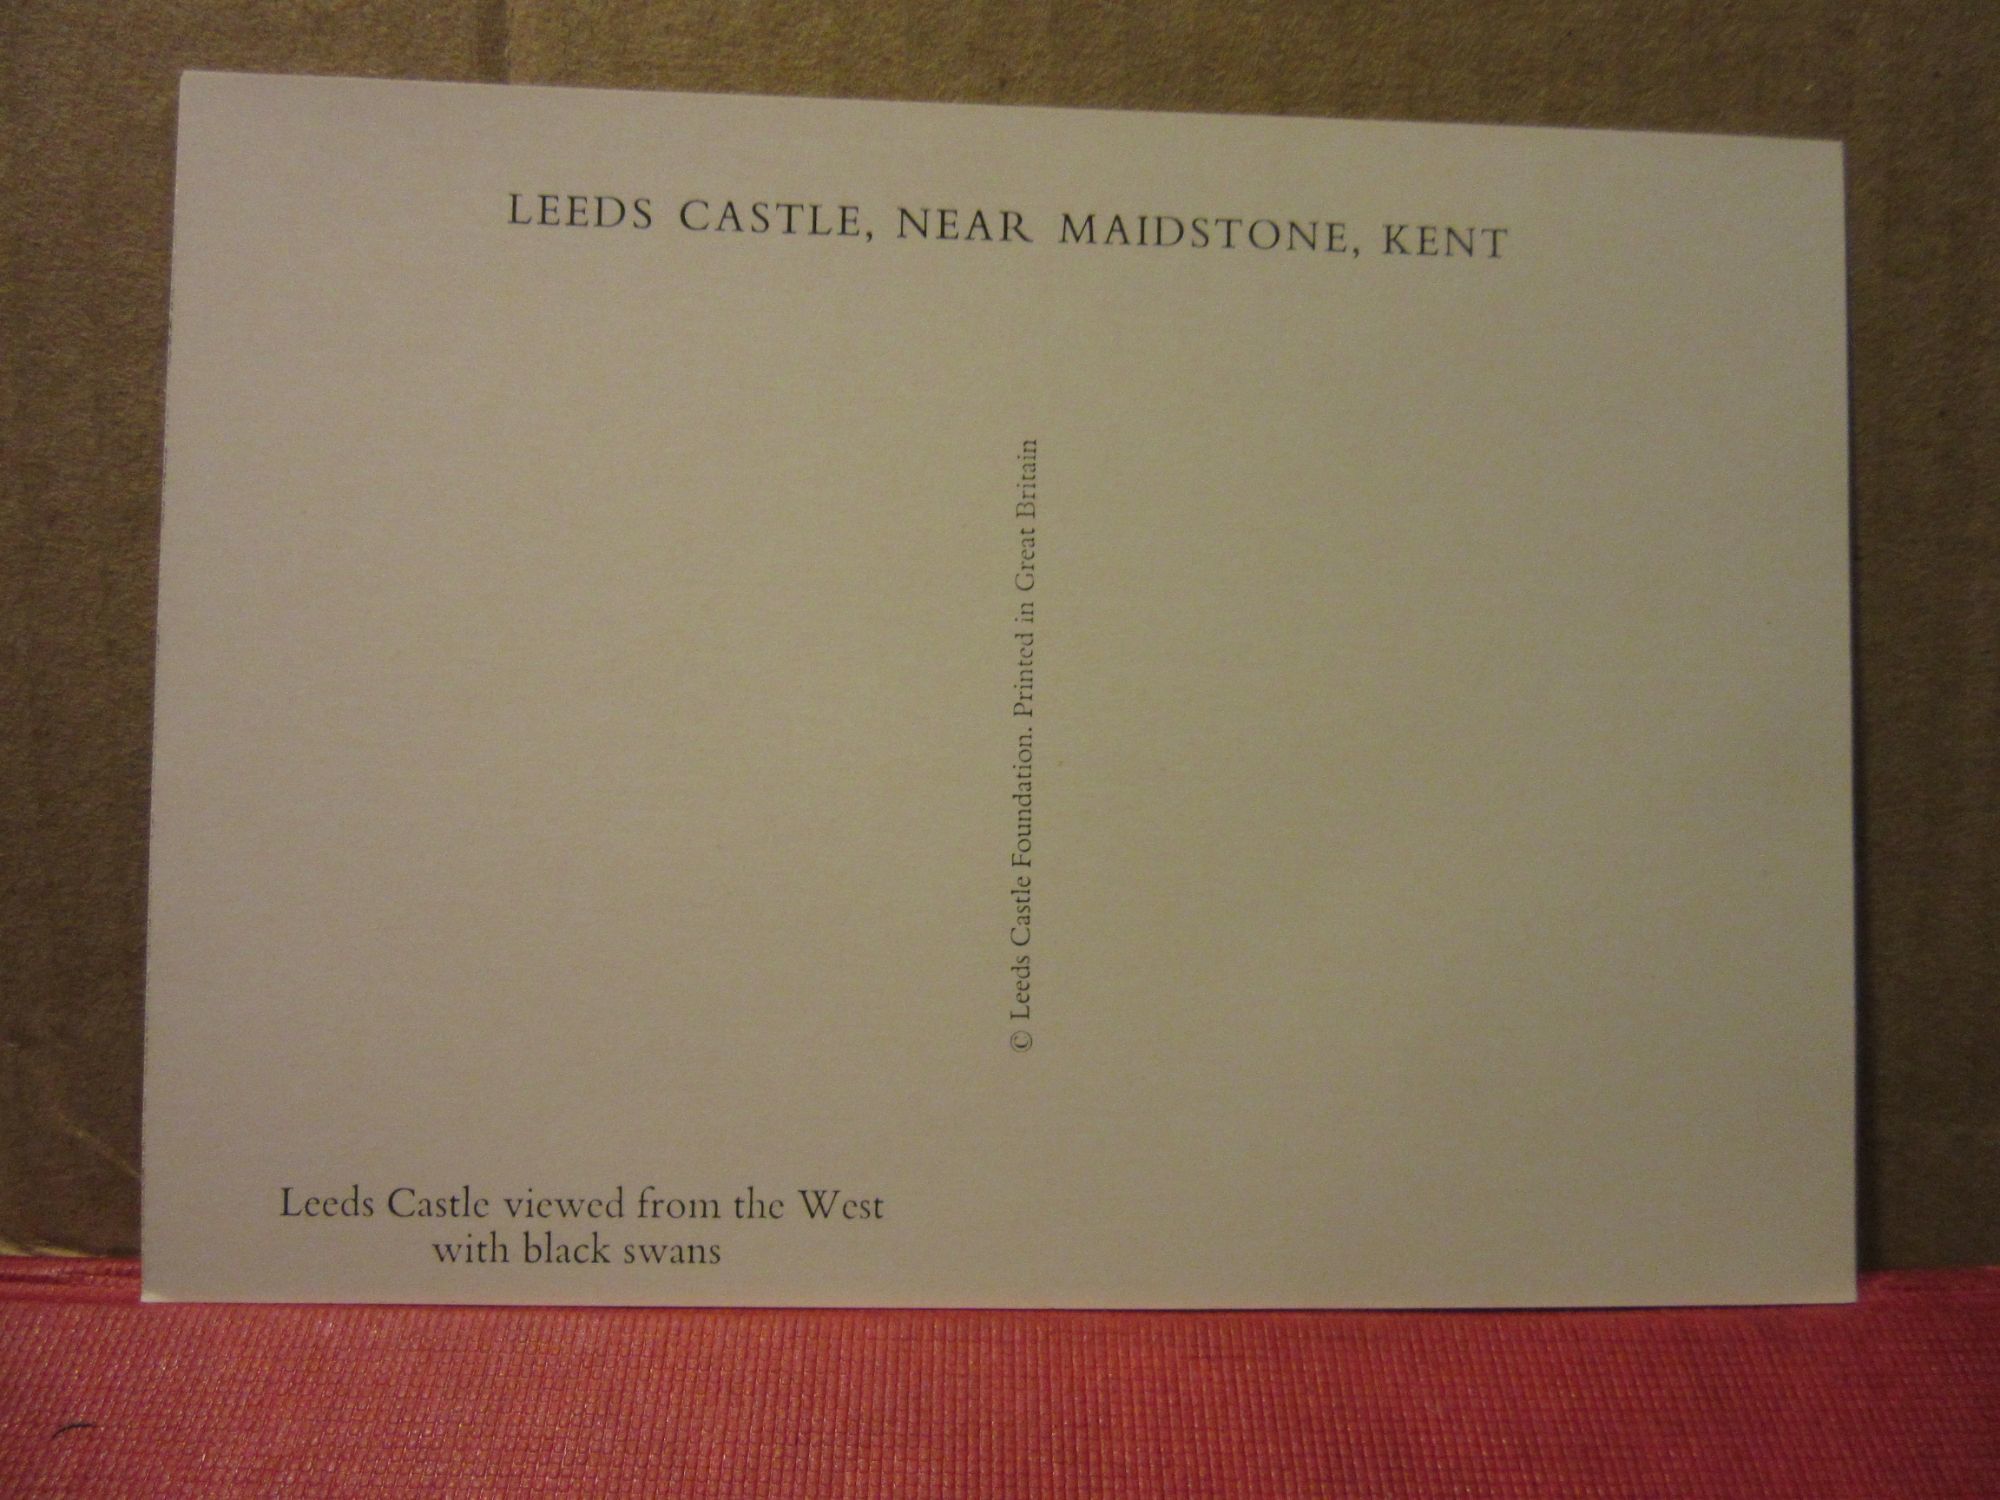 LEEDS CASTLE, NEAR MAIDSTONE, KENT
© Leeds Castle Foundation. Printed in Great Britain
Leeds Castle viewed from the West
with black swans